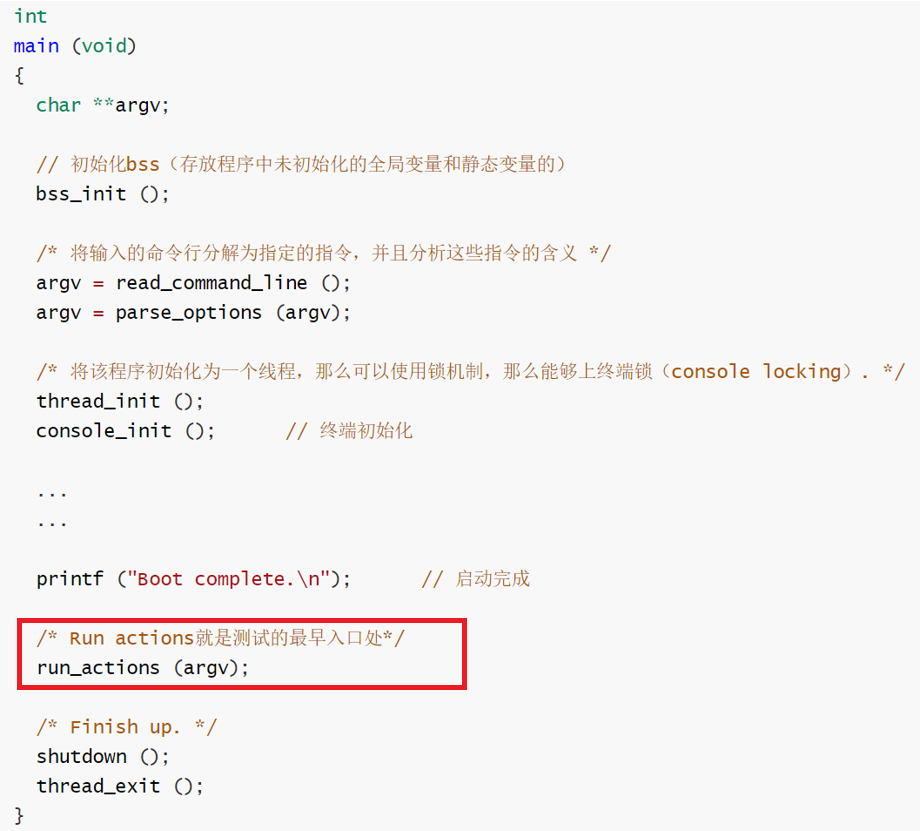 int
main (void)
{
  char **argv;

  // 初始化bss（存放程序中未初始化的全局变量和静态变量的）
  bss_init ();

  /* 将输入的命令行分解为指定的指令，并且分析这些指令的含义 */
  argv = read_command_line ();
  argv = parse_options (argv);

  /* 将该程序初始化为一个线程，那么可以使用锁机制，那么能够上终端锁（console locking）. */
  thread_init ();
  console_init ();      // 终端初始化

  ...
  ...

  printf ("Boot complete.\n");      // 启动完成

  /* Run actions就是测试的最早入口处*/
  run_actions (argv);

  /* Finish up. */
  shutdown ();
  thread_exit ();
}